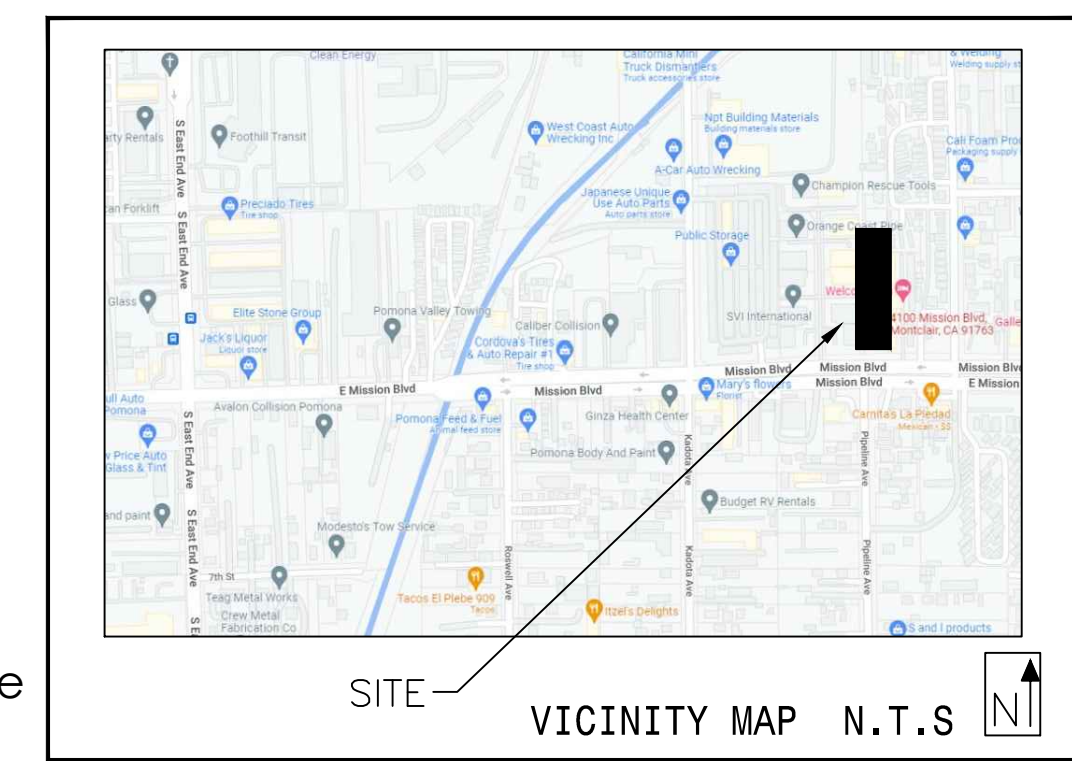 Clean Energy
California Mini
Truck Dismantlers
Truck accessories store
& Welding
Welding supply st
arty Rentals
S East End Ave
Foothill Transit
West Coast Auto
Wrecking Inc
Npt Building Materials
Building materials store
Cali Foam Pro
Packaging supply
A-Car Auto Wrecking
Champion Rescue Tools
Japanese Unique
Use Auto Parts
Auto parts store
an Forklift
S East End Ave
Preciado Tires
Tire shop
Orange Coast Pipe
Public Storage
Glass
Elite Stone Group
Pomona Valley Towing
Welco
4100 Mission Blvd,
Montclair, CA 91763
Galle
SVI International
Caliber Collision
Jack's Liquor
Liquor store
Cordova's Tires
& Auto Repair #1
Tire shop
Mission Blvd
Mission Blvd
Mission Blv
E Mission Blvd
Mission Blvd
Mission Blvd
E Mission
Mary's flowers
Florist
ull Auto
Pomona
Avalon Collision Pomona
Pomona Feed & Fuel
Animal feed store
Ginza Health Center
Carnitas La Piedad
Mexican · $$
S East End Ave
w Price Auto
Glass & Tint
Pomona Body And Paint
Kadota Ave
Pipeline Ave
and paint
Budget RV Rentals
S East End Ave
Modesto's Tow Service
Roswell Ave
Kadota Ave
Pipeline Ave
7th St
Teag Metal Works
Tacos El Plebe 909
Tacos
Itzel's Delights
Crew Metal
Fabrication Co
S E
S and I products
e
SITE
VICINITY MAP N.T.S
N